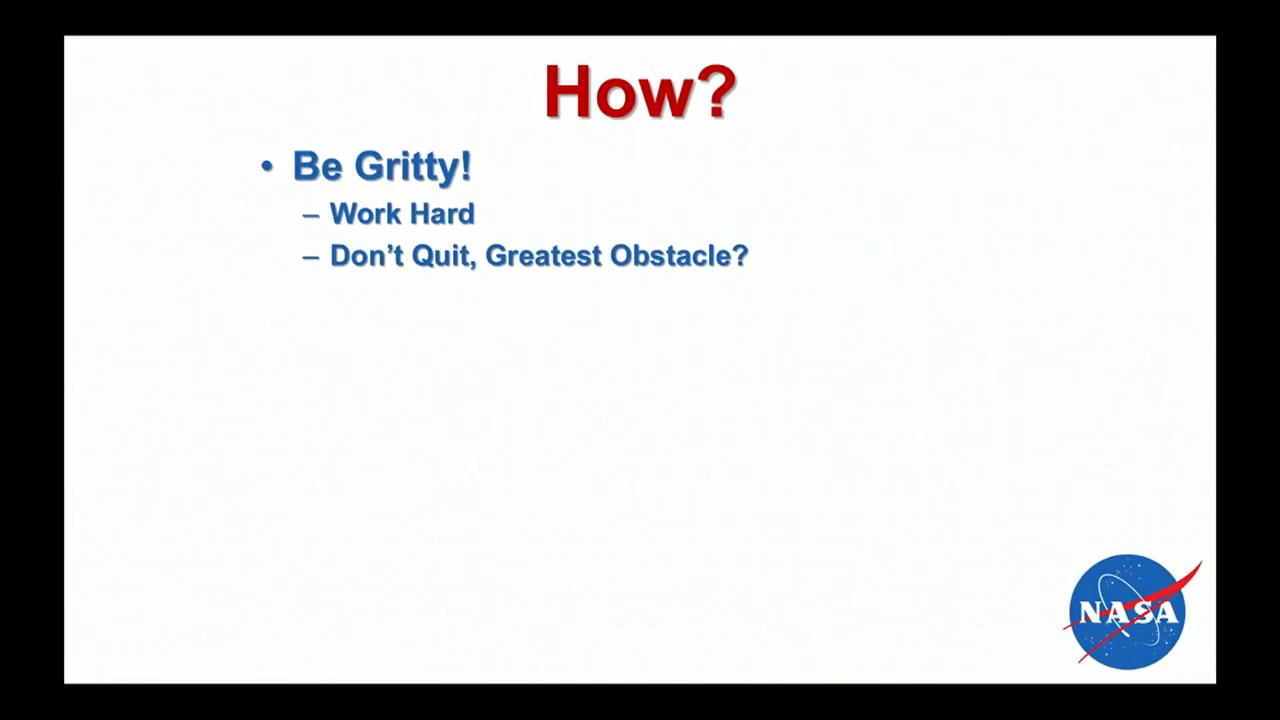 How?
• Be Gritty!
– Work Hard
– Don’t Quit, Greatest Obstacle?
NASA